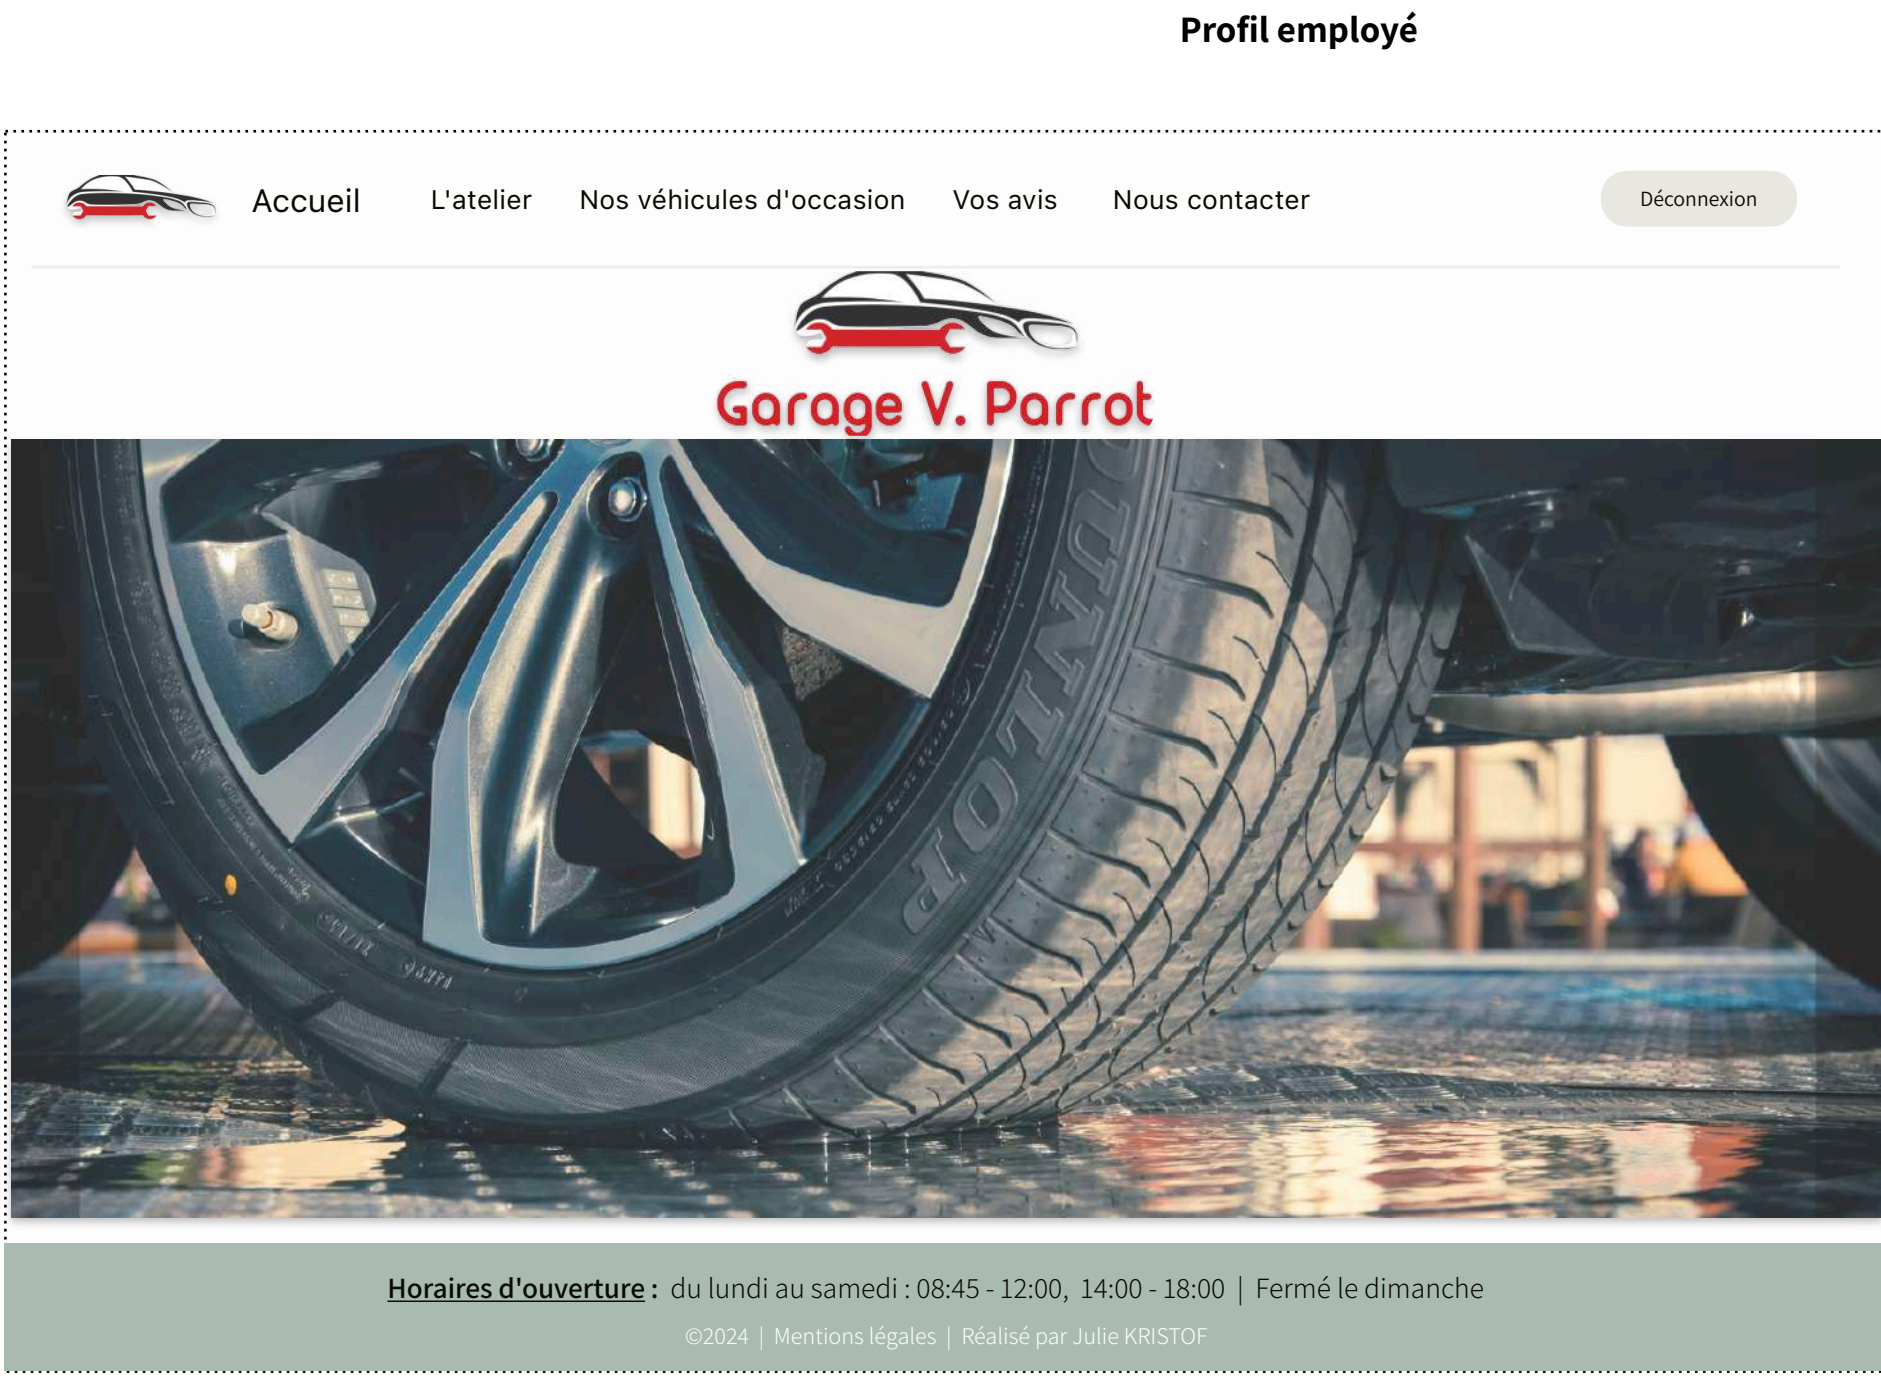 Profil employé
Accueil L'atelier Nos véhicules d'occasion Vos avis Nous contacter Déconnexion
Garage V. Parrot
DUNLOP
Horaires d'ouverture : du lundi au samedi : 08:45 - 12:00, 14:00 - 18:00 | Fermé le dimanche
©2024 | Mentions légales | Réalisé par Julie KRISTOF